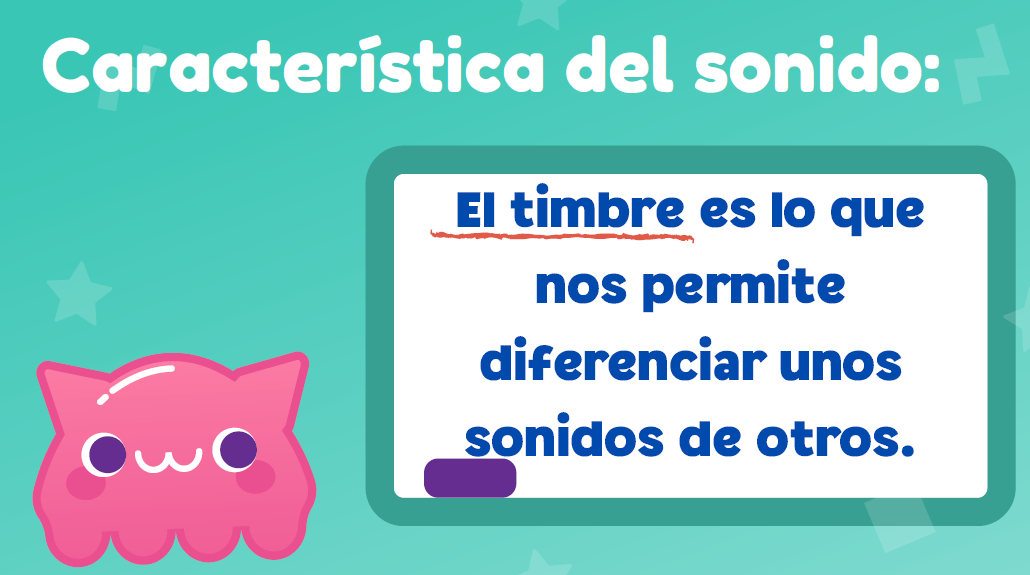 Característica del sonido:
El timbre es lo que
nos permite
diferenciar unos
sonidos de otros.